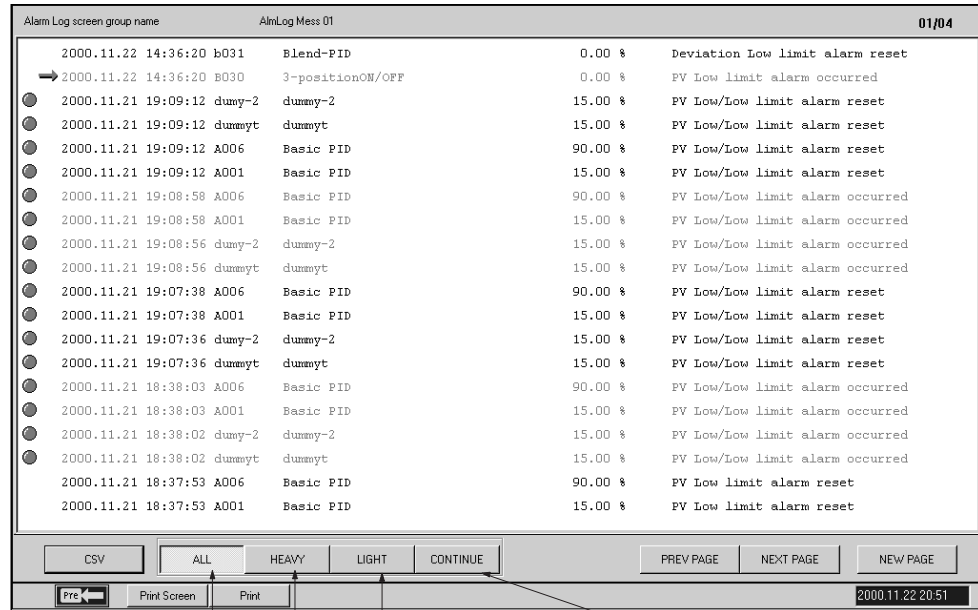 Alarm Log screen group name AlmLog Mess 01 01/04
2000.11.22 14:36:20 b031 Blend-PID 0.00 % Deviation Low limit alarm reset
2000.11.22 14:36:20 B030 3-positionON/OFF 0.00 % PV Low limit alarm occurred
2000.11.21 19:09:12 dumy-2 dummy-2 15.00 % PV Low/Low limit alarm reset
2000.11.21 19:09:12 dummyt dummyt 15.00 % PV Low/Low limit alarm reset
2000.11.21 19:09:12 A006 Basic PID 90.00 % PV Low/Low limit alarm reset
2000.11.21 19:09:12 A001 Basic PID 15.00 % PV Low/Low limit alarm reset
2000.11.21 19:08:58 A006 Basic PID 90.00 % PV Low/Low limit alarm occurred
2000.11.21 19:08:58 A001 Basic PID 15.00 % PV Low/Low limit alarm occurred
2000.11.21 19:08:56 dumy-2 dummy-2 15.00 % PV Low/Low limit alarm occurred
2000.11.21 19:08:56 dummyt dummyt 15.00 % PV Low/Low limit alarm occurred
2000.11.21 19:07:38 A006 Basic PID 90.00 % PV Low/Low limit alarm reset
2000.11.21 19:07:38 A001 Basic PID 15.00 % PV Low/Low limit alarm reset
2000.11.21 19:07:36 dumy-2 dummy-2 15.00 % PV Low/Low limit alarm reset
2000.11.21 19:07:36 dummyt dummyt 15.00 % PV Low/Low limit alarm reset
2000.11.21 18:38:03 A006 Basic PID 90.00 % PV Low/Low limit alarm occurred
2000.11.21 18:38:03 A001 Basic PID 15.00 % PV Low/Low limit alarm occurred
2000.11.21 18:38:02 dumy-2 dummy-2 15.00 % PV Low/Low limit alarm occurred
2000.11.21 18:38:02 dummyt dummyt 15.00 % PV Low/Low limit alarm occurred
2000.11.21 18:37:53 A006 Basic PID 90.00 % PV Low limit alarm reset
2000.11.21 18:37:53 A001 Basic PID 15.00 % PV Low limit alarm reset
CSV ALL HEAVY LIGHT CONTINUE PREV PAGE NEXT PAGE NEW PAGE
Pre Print Screen Print 2000.11.22 20:51